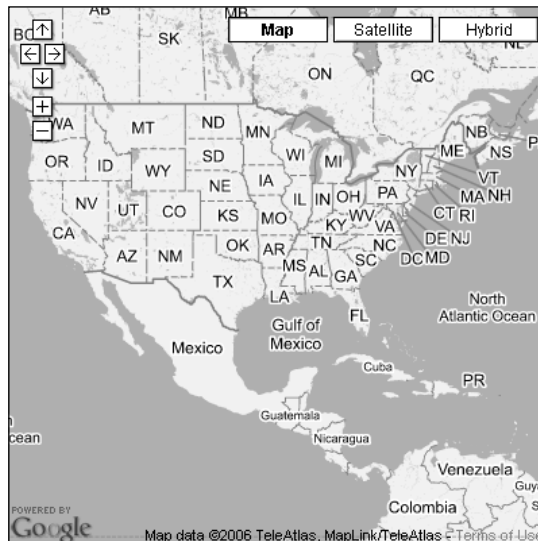 AB
MB
BC
SK
Map
Satellite
Hybrid
NL
ON
QC
WA
MT
ND
MN
NB
OR
ID
SD
WI
MI
ME
NS
WY
NY
VT
NV
NE
IA
PA
MA
NH
UT
CO
IL
IN
OH
CT
RI
KS
MO
WV
VA
CA
KY
DE
NJ
AZ
NM
OK
AR
TN
NC
DC
MD
TX
MS
AL
GA
SC
LA
FL
North
Atlantic Ocean
Gulf of
Mexico
Mexico
Cuba
PR
Guatemala
Nicaragua
cean
Venezuela
Guy
Colombia
POWERED BY
Google
Map data ©2006 TeleAtlas, MapLink/TeleAtlas - Terms of Use